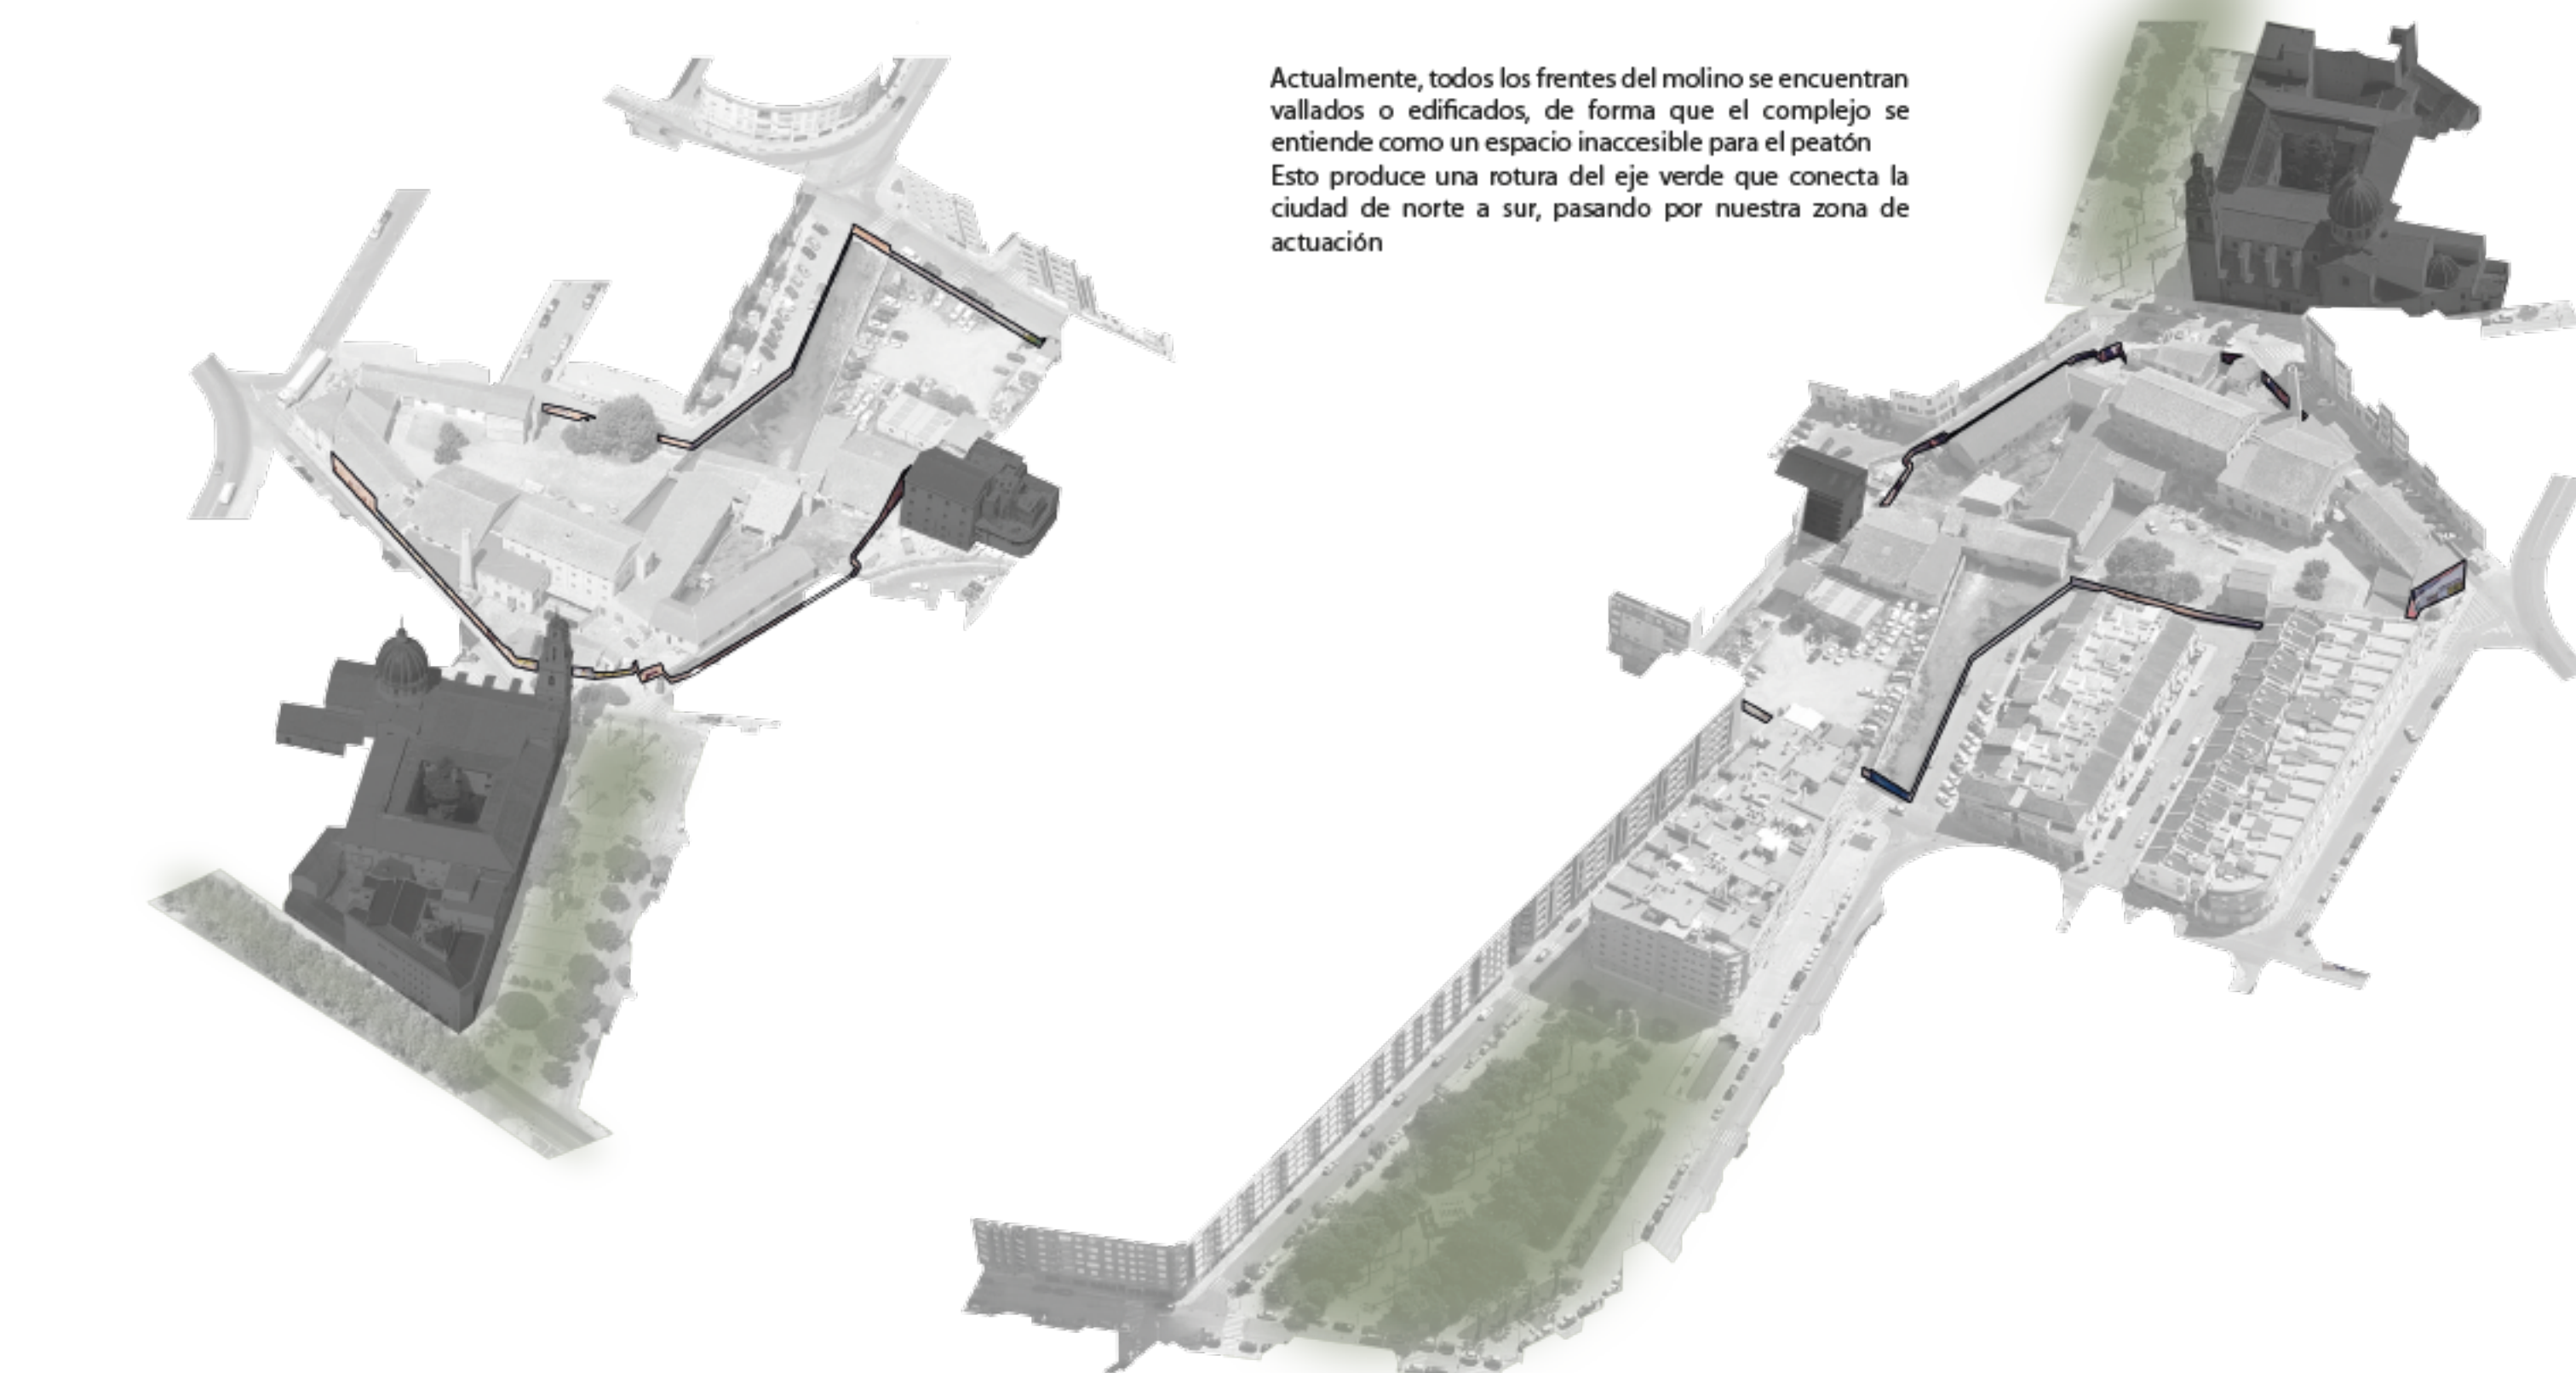 Actualmente, todos los frentes del molino se encuentran
vallados o edificados, de forma que el complejo se
entiende como un espacio inaccesible para el peatón
Esto produce una rotura del eje verde que conecta la
ciudad de norte a sur, pasando por nuestra zona de
actuación